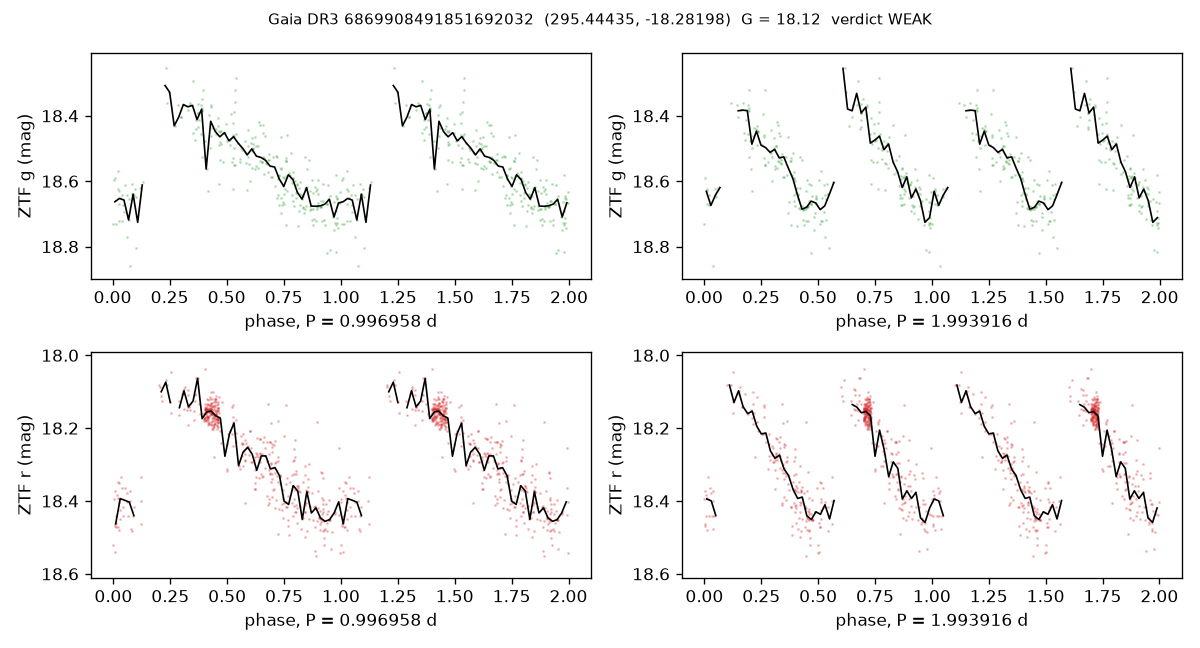 Gaia DR3 6869908491851692032  (295.44435, -18.28198)  G = 18.12  verdict WEAK
ZTF g (mag)
18.4
18.6
18.8
0.00 0.25 0.50 0.75 1.00 1.25 1.50 1.75 2.00
phase, P = 0.996958 d
ZTF g (mag)
18.4
18.6
18.8
0.00 0.25 0.50 0.75 1.00 1.25 1.50 1.75 2.00
phase, P = 1.993916 d
ZTF r (mag)
18.0
18.2
18.4
18.6
0.00 0.25 0.50 0.75 1.00 1.25 1.50 1.75 2.00
phase, P = 0.996958 d
ZTF r (mag)
18.0
18.2
18.4
18.6
0.00 0.25 0.50 0.75 1.00 1.25 1.50 1.75 2.00
phase, P = 1.993916 d